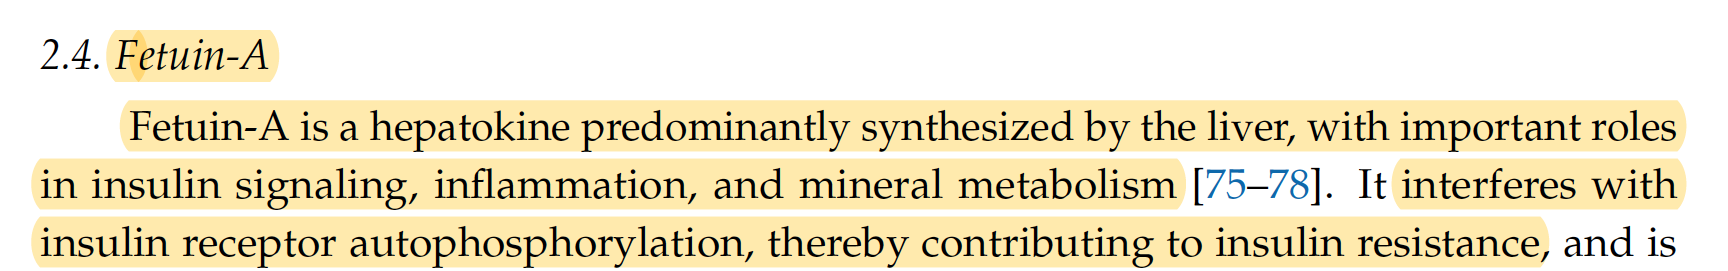 2.4. Fetuin-A
Fetuin-A is a hepatokine predominantly synthesized by the liver, with important roles
in insulin signaling, inflammation, and mineral metabolism [75–78]. It interferes with
insulin receptor autophosphorylation, thereby contributing to insulin resistance, and is